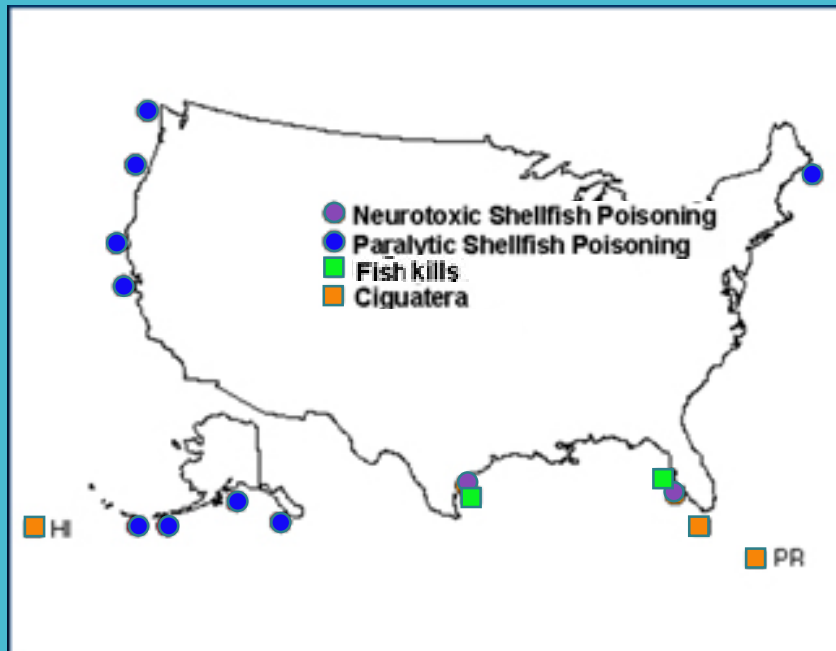 Neurotoxic Shellfish Poisoning
Paralytic Shellfish Poisoning
Fish kills
Ciguatera
HI
PR